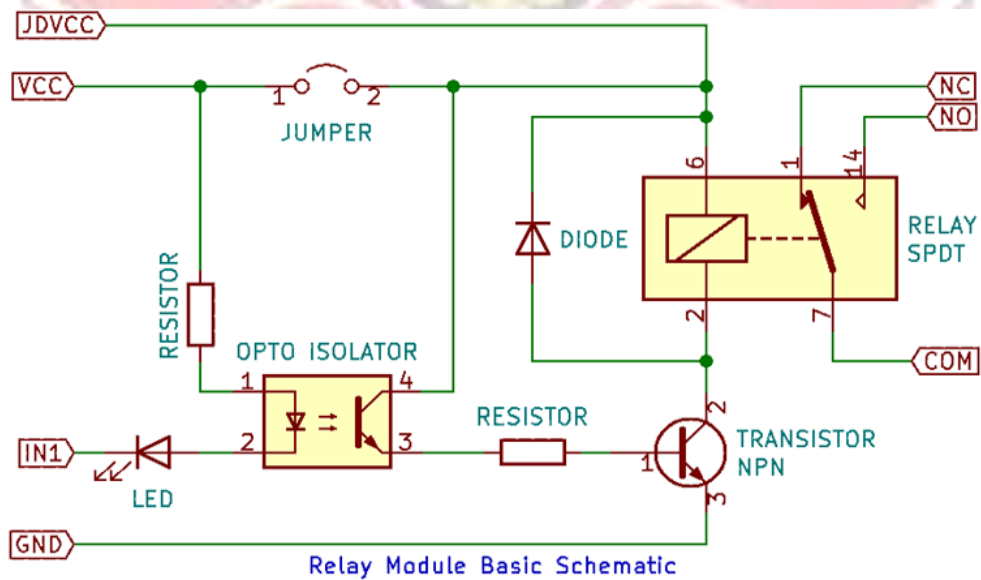 JDVCC
VCC
1
2
JUMPER
NC
NO
6
1
14
DIODE
RELAY
SPDT
RESISTOR
2
7
OPTO ISOLATOR
COM
1
4
RESISTOR
2
TRANSISTOR
NPN
IN1
2
3
1
LED
3
GND
Relay Module Basic Schematic